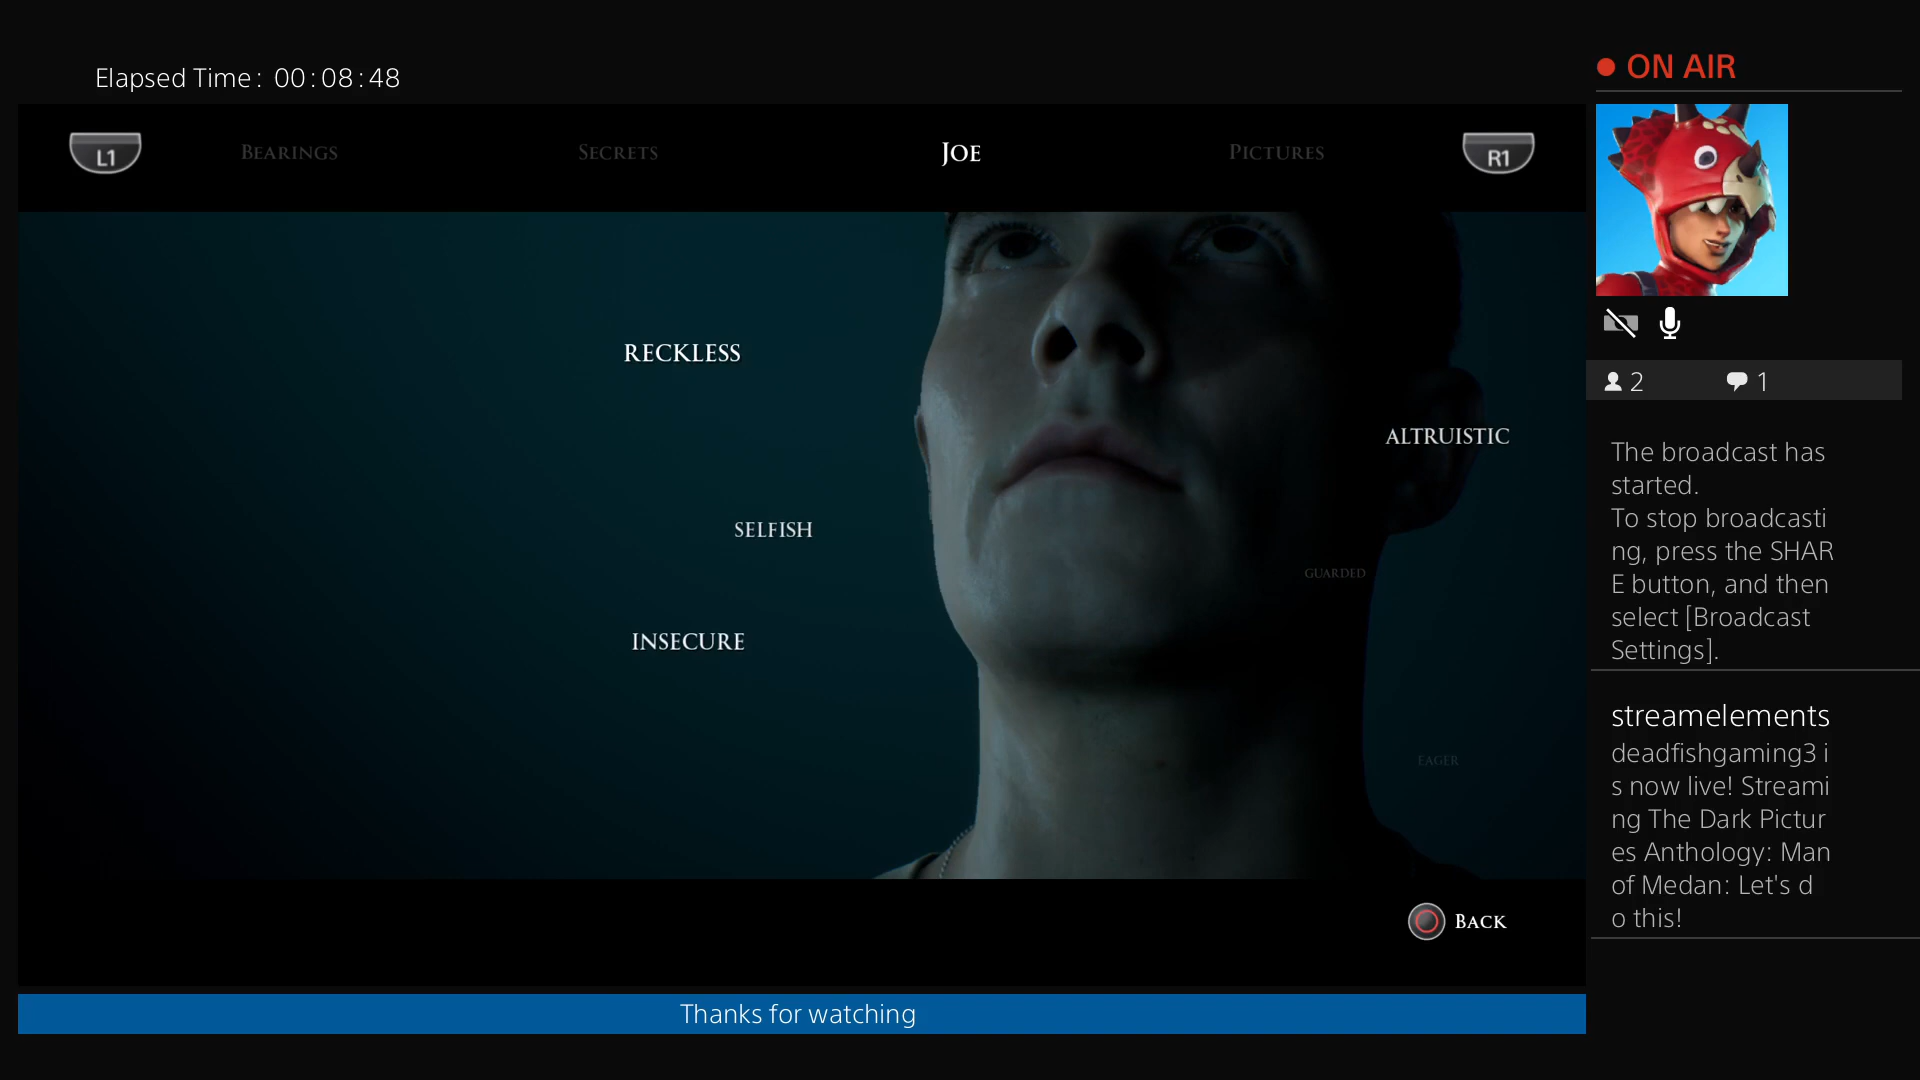 Elapsed Time: 00:08:48
ON AIR
L1
BEARINGS
SECRETS
JOE
PICTURES
R1
RECKLESS
ALTRUISTIC
SELFISH
GUARDED
INSECURE
EAGER
BACK
Thanks for watching
2
1
The broadcast has
started.
To stop broadcasti
ng, press the SHAR
E button, and then
select [Broadcast
Settings].
streamelements
deadfishgaming3 i
s now live! Streami
ng The Dark Pictur
es Anthology: Man
of Medan: Let's d
o this!